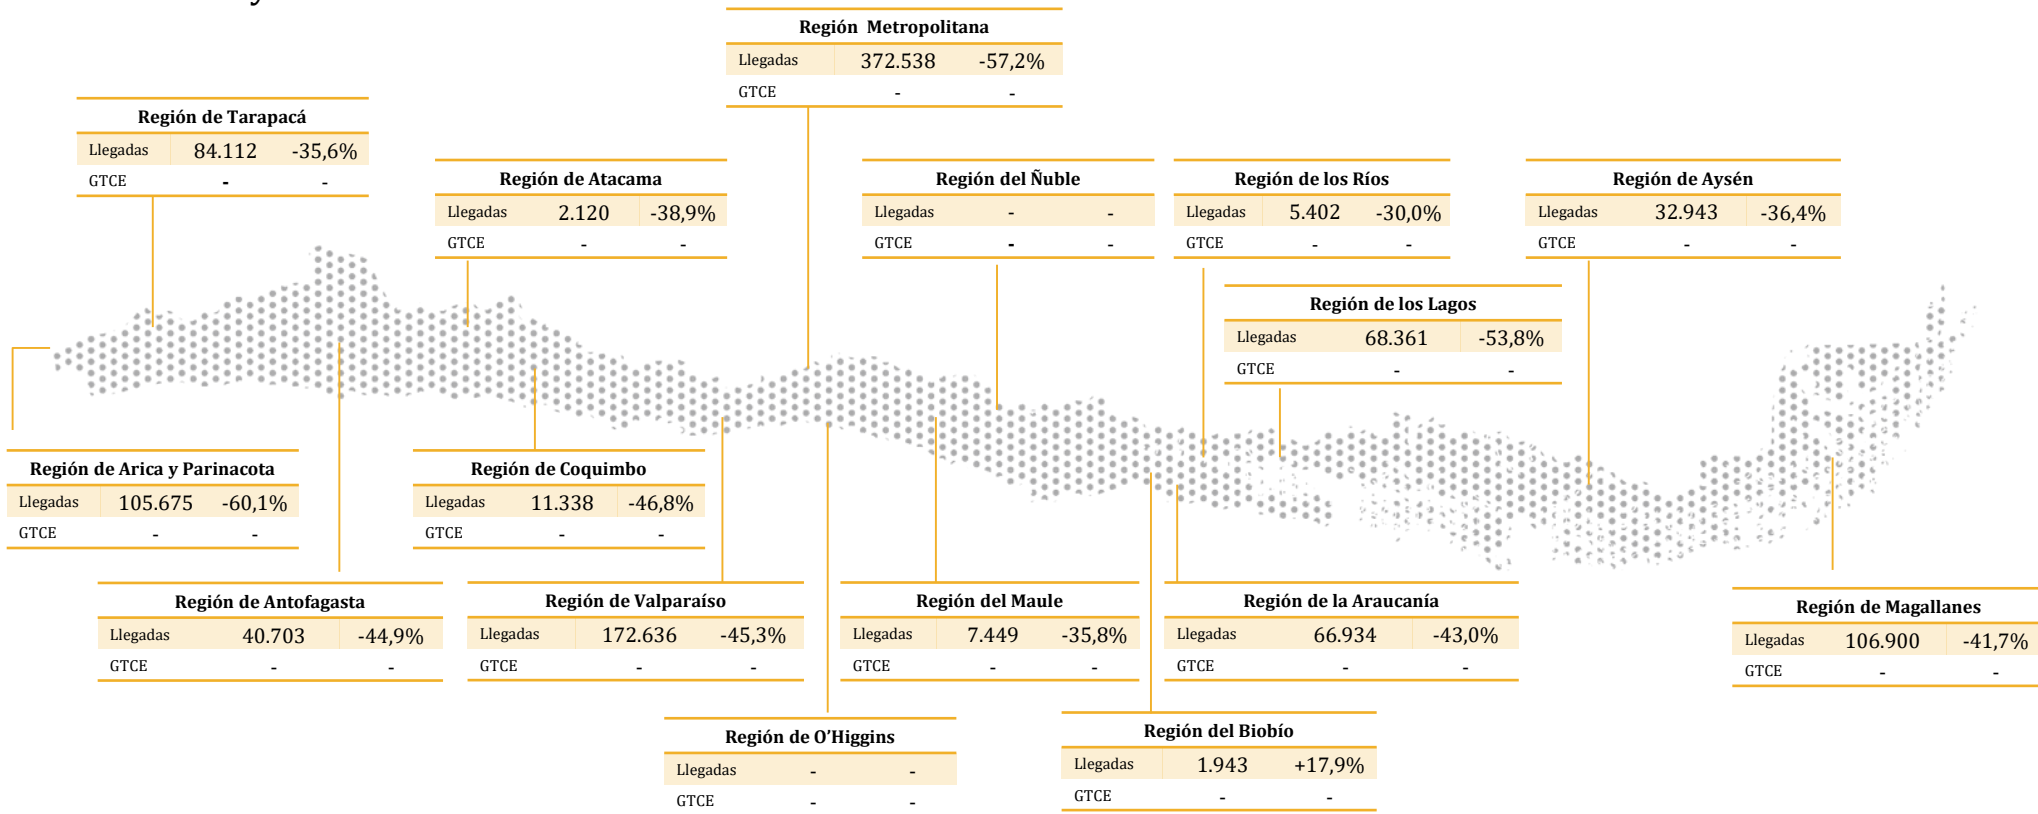 Región Metropolitana
Llegadas 372.538 -57,2%
GTCE - -
Región de Tarapacá
Llegadas 84.112 -35,6%
GTCE - -
Región de Atacama
Llegadas 2.120 -38,9%
GTCE - -
Región del Ñuble
Llegadas - -
GTCE - -
Región de los Ríos
Llegadas 5.402 -30,0%
GTCE - -
Región de Aysén
Llegadas 32.943 -36,4%
GTCE - -
Región de los Lagos
Llegadas 68.361 -53,8%
GTCE - -
Región de Arica y Parinacota
Llegadas 105.675 -60,1%
GTCE - -
Región de Coquimbo
Llegadas 11.338 -46,8%
GTCE - -
Región de Antofagasta
Llegadas 40.703 -44,9%
GTCE - -
Región de Valparaíso
Llegadas 172.636 -45,3%
GTCE - -
Región del Maule
Llegadas 7.449 -35,8%
GTCE - -
Región de la Araucanía
Llegadas 66.934 -43,0%
GTCE - -
Región de Magallanes
Llegadas 106.900 -41,7%
GTCE - -
Región de O’Higgins
Llegadas - -
GTCE - -
Región del Biobío
Llegadas 1.943 +17,9%
GTCE - -